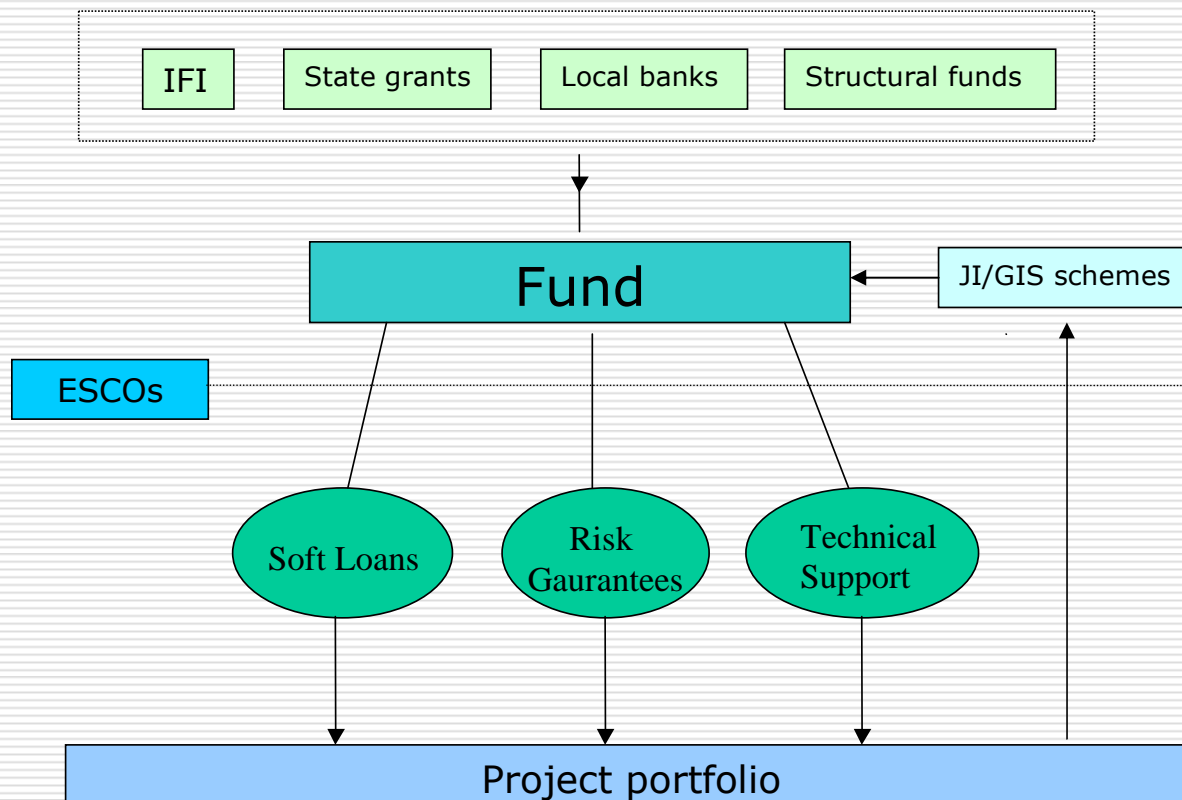 IFI
State grants
Local banks
Structural funds
Fund
JI/GIS schemes
ESCOs
Soft Loans
Risk
Gaurantees
Technical
Support
Project portfolio